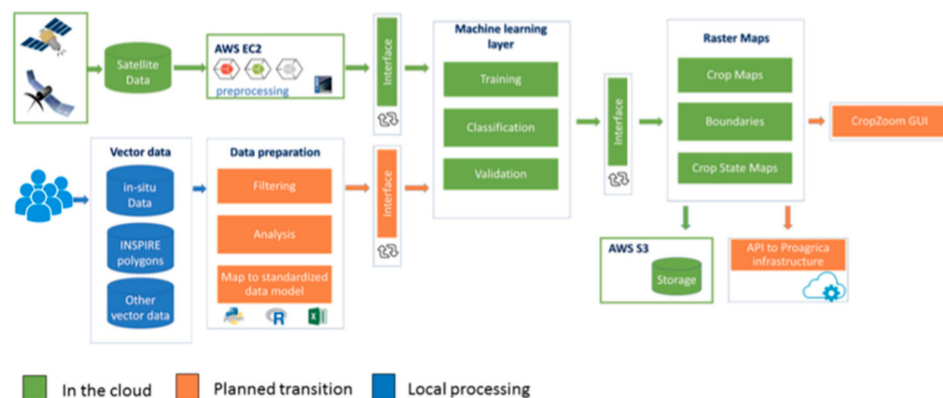 Satellite
Data
AWS EC2
preprocessing
Interface
Machine learning
layer
Training
Classification
Validation
Interface
Raster Maps
Crop Maps
Boundaries
Crop State Maps
CropZoom GUI
Vector data
in-situ
Data
INSPIRE
polygons
Other
vector data
Data preparation
Filtering
Analysis
Map to standardized
data model
python
R
Interface
AWS S3
Storage
API to Proagrica
infrastructure
In the cloud
Planned transition
Local processing